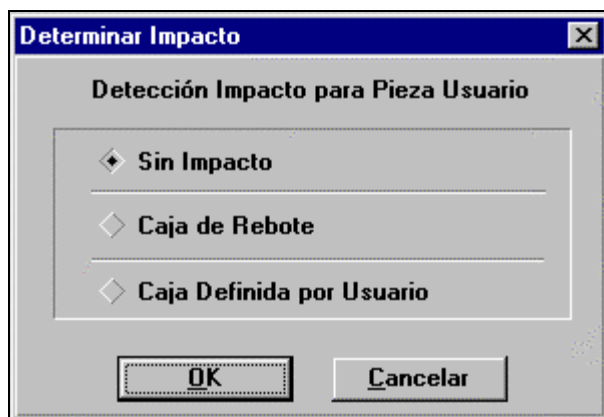 Determinar Impacto
Detección Impacto para Pieza Usuario
Sin Impacto
Caja de Rebote
Caja Definida por Usuario
OK
Cancelar